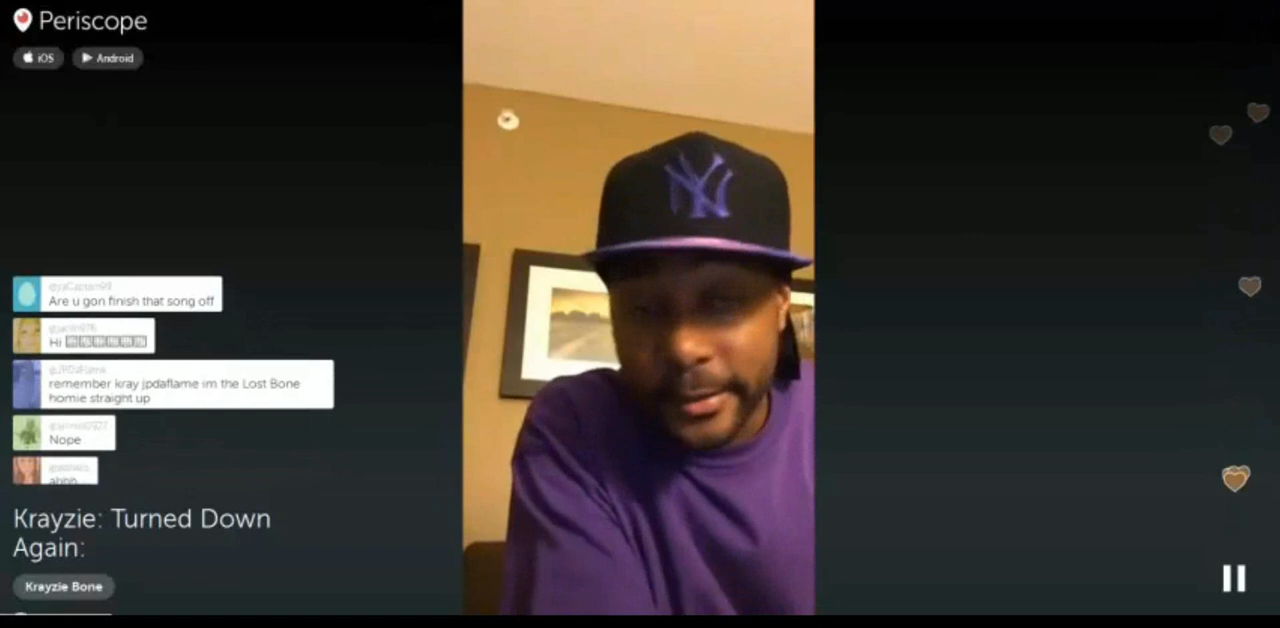 Periscope
iOS
Android
NY
Are u gon finish that song off
Hi
remember kray jpdaflame im the Lost Bone
homie straight up
Nope
ahhh
Krayzie: Turned Down
Again:
Krayzie Bone